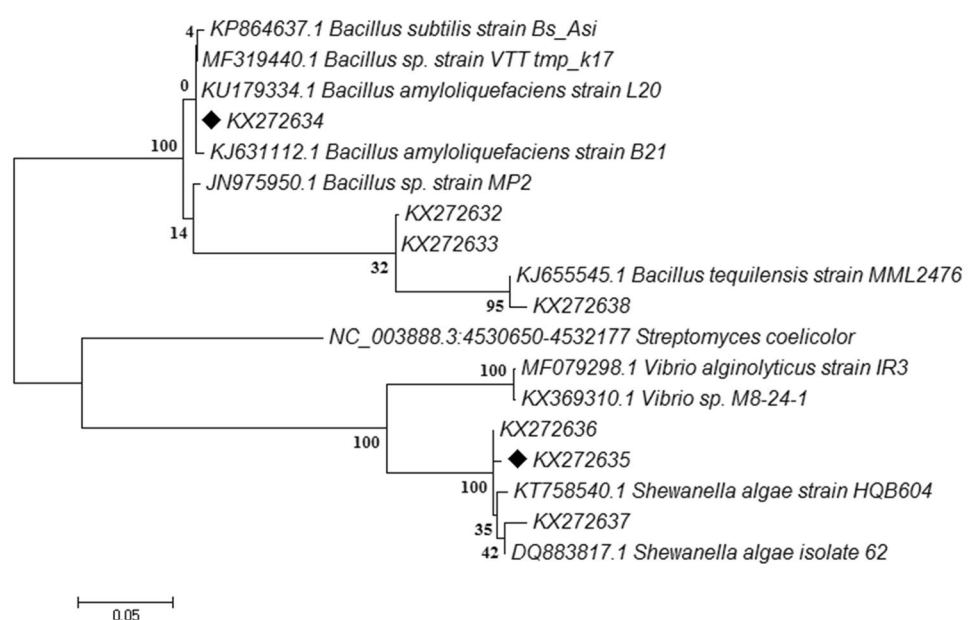 4
KP864637.1 Bacillus subtilis strain Bs_Asi
MF319440.1 Bacillus sp. strain VTT tmp_k17
0
KU179334.1 Bacillus amyloliquefaciens strain L20
KX272634
100
KJ631112.1 Bacillus amyloliquefaciens strain B21
JN975950.1 Bacillus sp. strain MP2
KX272632
14
KX272633
32
KJ655545.1 Bacillus tequilensis strain MML2476
95
KX272638
NC_003888.3:4530650-4532177 Streptomyces coelicolor
100
MF079298.1 Vibrio alginolyticus strain IR3
KX369310.1 Vibrio sp. M8-24-1
100
KX272636
KX272635
100
KT758540.1 Shewanella algae strain HQB604
35
KX272637
42
DQ883817.1 Shewanella algae isolate 62
0.05